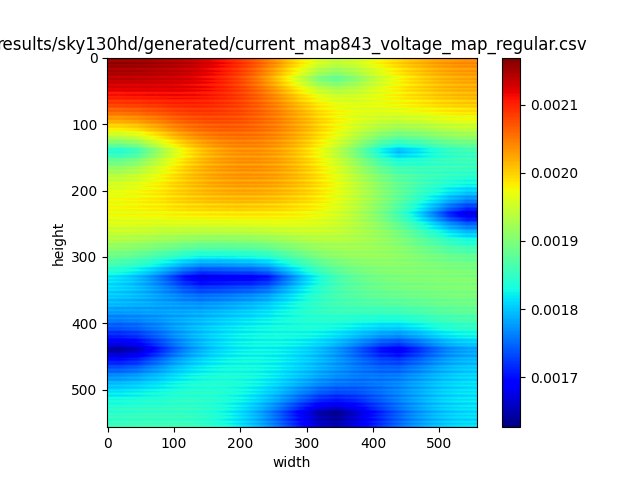 results/sky130hd/generated/current_map843_voltage_map_regular.csv
0
100
200
300
400
500
height
0 100 200 300 400 500
width
0.0021
0.0020
0.0019
0.0018
0.0017